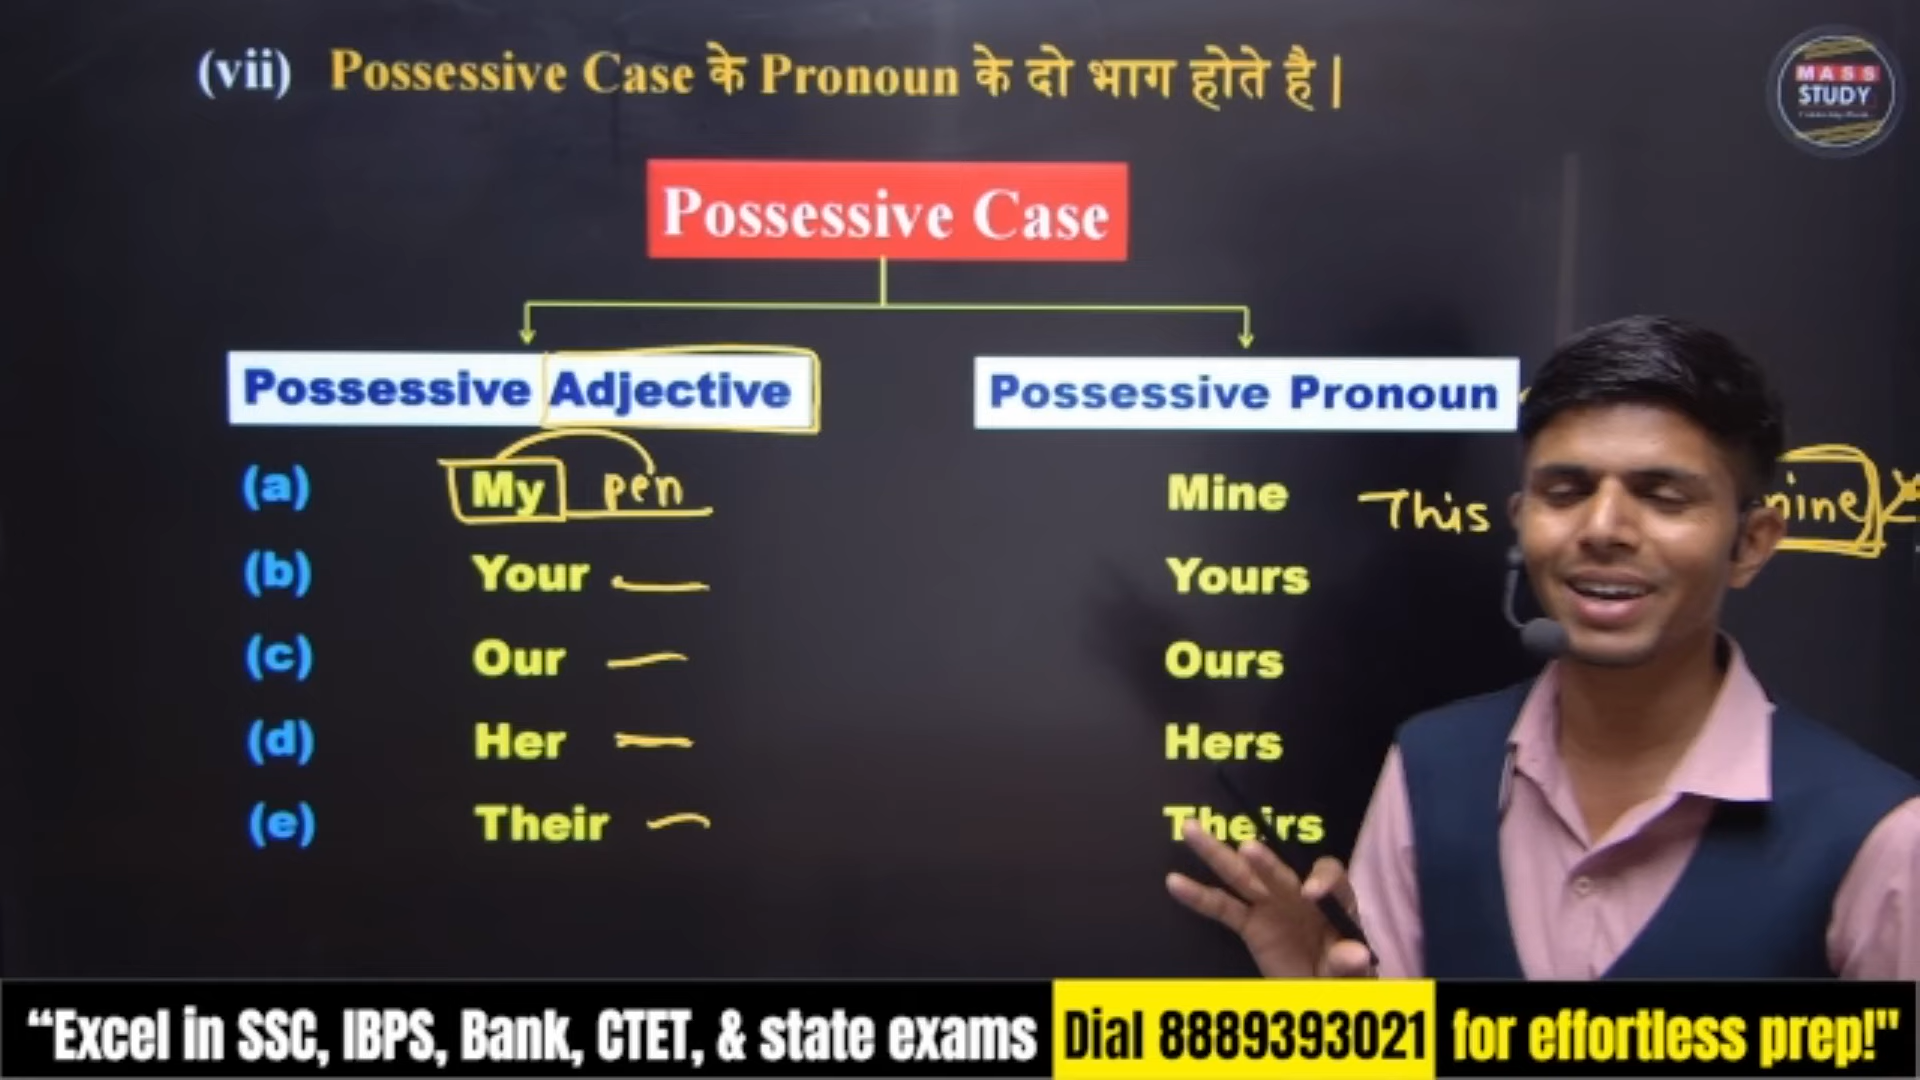 (vii) Possessive Case के Pronoun के दो भाग होते है |
MASS
STUDY
Possessive Case
Possessive Adjective Possessive Pronoun
(a) My pen Mine This mine
(b) Your Yours
(c) Our Ours
(d) Her Hers
(e) Their Theirs
“Excel in SSC, IBPS, Bank, CTET, & state exams Dial 8889393021 for effortless prep!"